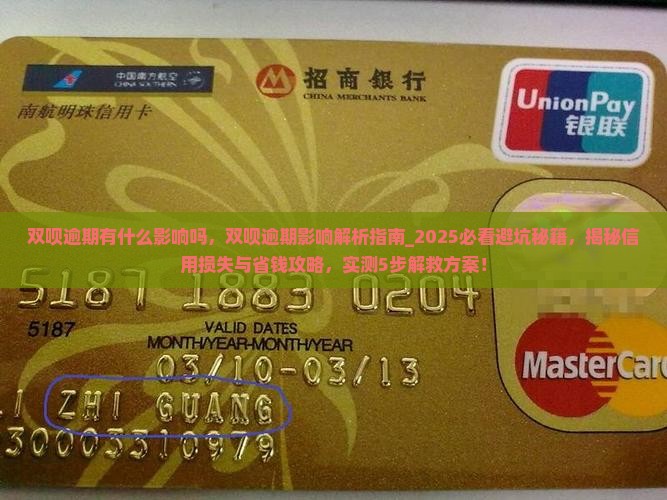 中国南方航空
CHINA SOUTHERN
南航明珠信用卡
招商银行
CHINA MERCHANTS BANK
UnionPay
银联
双呗逾期有什么影响吗，双呗逾期影响解析指南_2025必看避坑秘籍，揭秘信
用损失与省钱攻略，实测5步解救方案！
5187 1883 0204
5187
VALID DATES
MONTH/YEAR-MONTH/YEAR
03/10-03/13
MasterCard
LI ZHI GUANG
30003310979